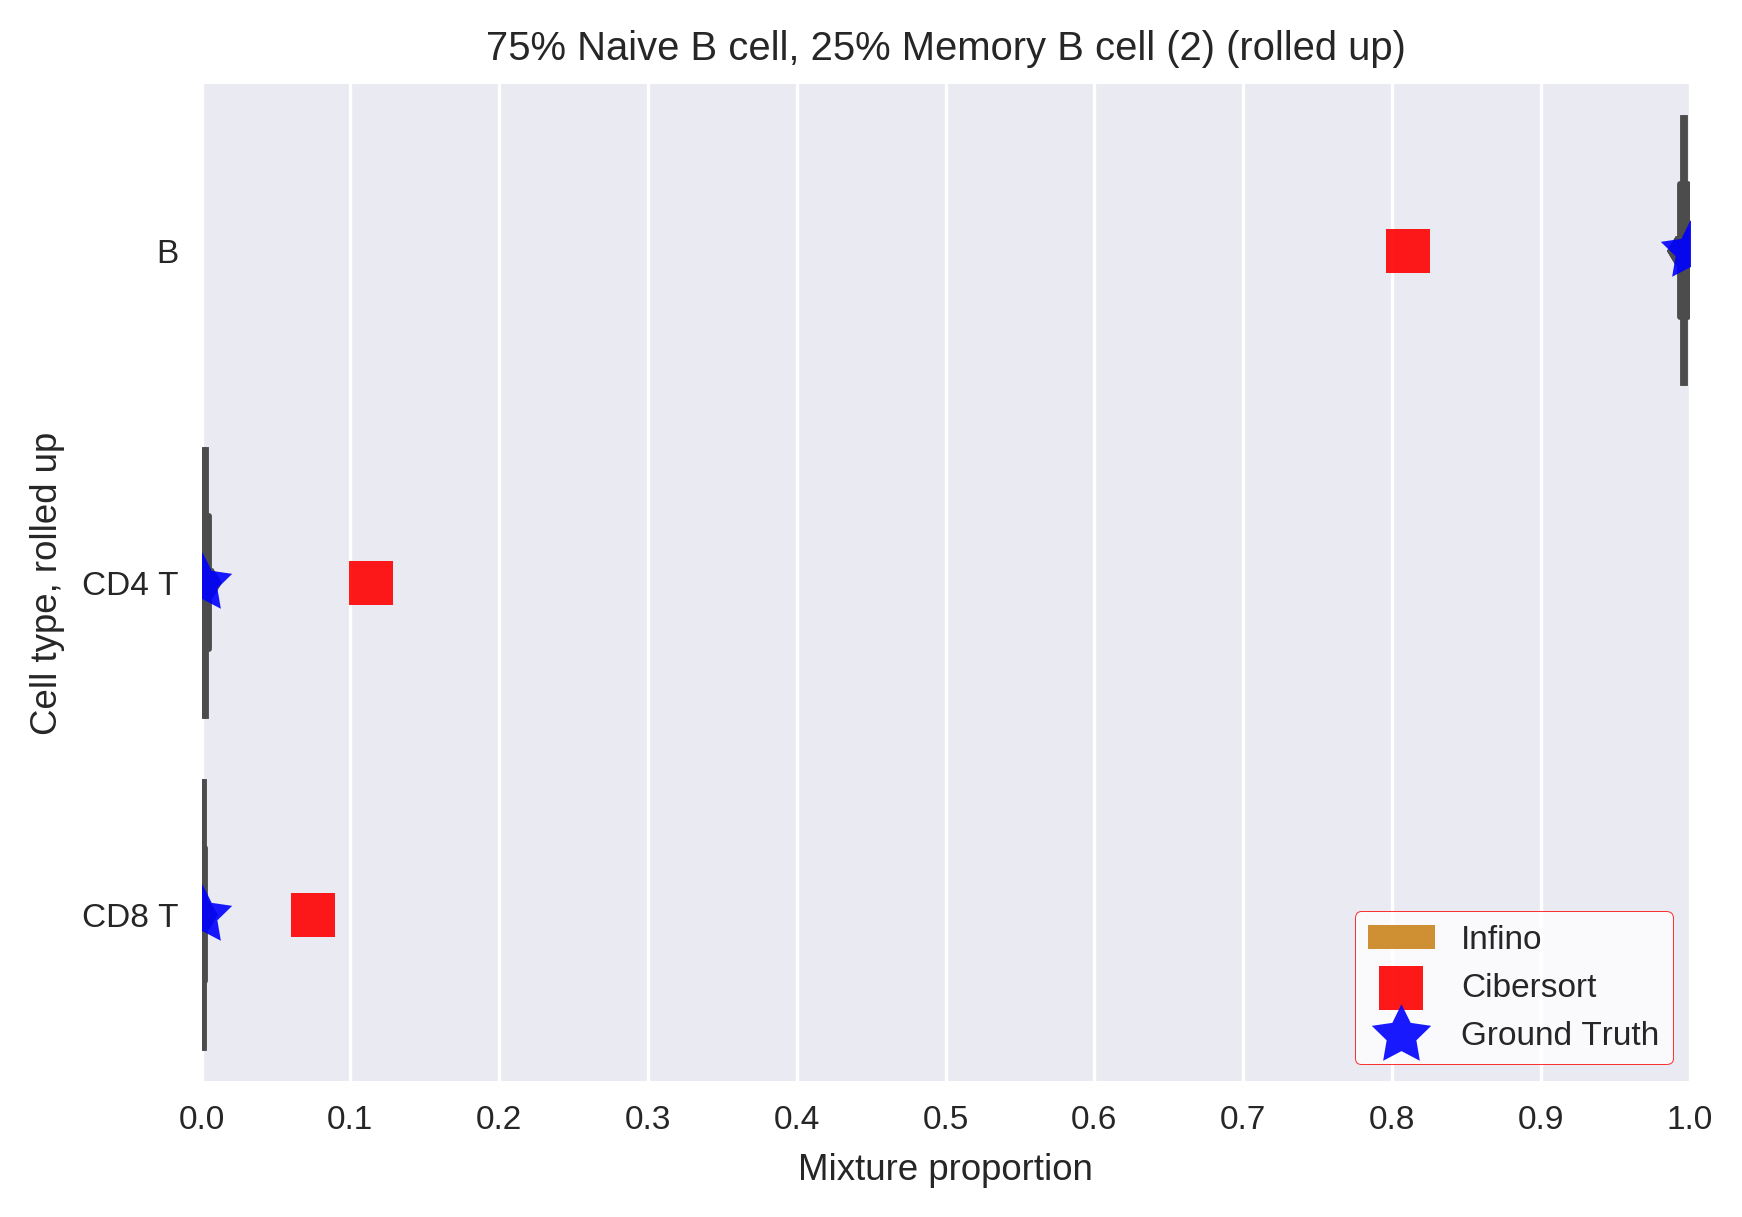 75% Naive B cell, 25% Memory B cell (2) (rolled up)
B
CD4 T
CD8 T
Cell type, rolled up
Infino
Cibersort
Ground Truth
0.0 0.1 0.2 0.3 0.4 0.5 0.6 0.7 0.8 0.9 1.0
Mixture proportion